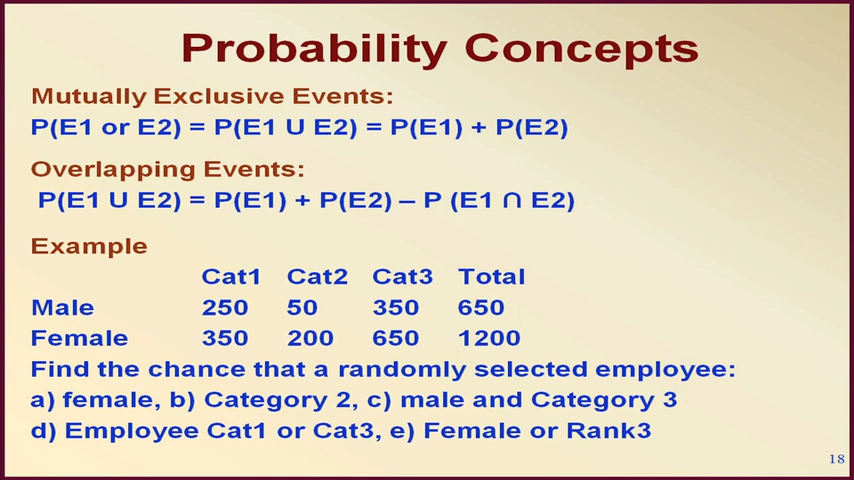 Probability Concepts
Mutually Exclusive Events:
P(E1 or E2) = P(E1 U E2) = P(E1) + P(E2)
Overlapping Events:
P(E1 U E2) = P(E1) + P(E2) – P (E1 ∩ E2)
Example
Cat1 Cat2 Cat3 Total
Male 250 50 350 650
Female 350 200 650 1200
Find the chance that a randomly selected employee:
a) female, b) Category 2, c) male and Category 3
d) Employee Cat1 or Cat3, e) Female or Rank3
18